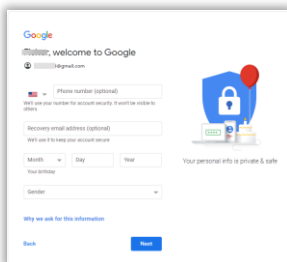 Google
welcome to Google
@gmail.com
Phone number (optional)
We'll use your number for account security. It won't be visible to
others.
Recovery email address (optional)
We'll use it to keep your account secure
Month Day Year
Your birthday
Gender
Why we ask for this information
Back Next
Your personal info is private & safe